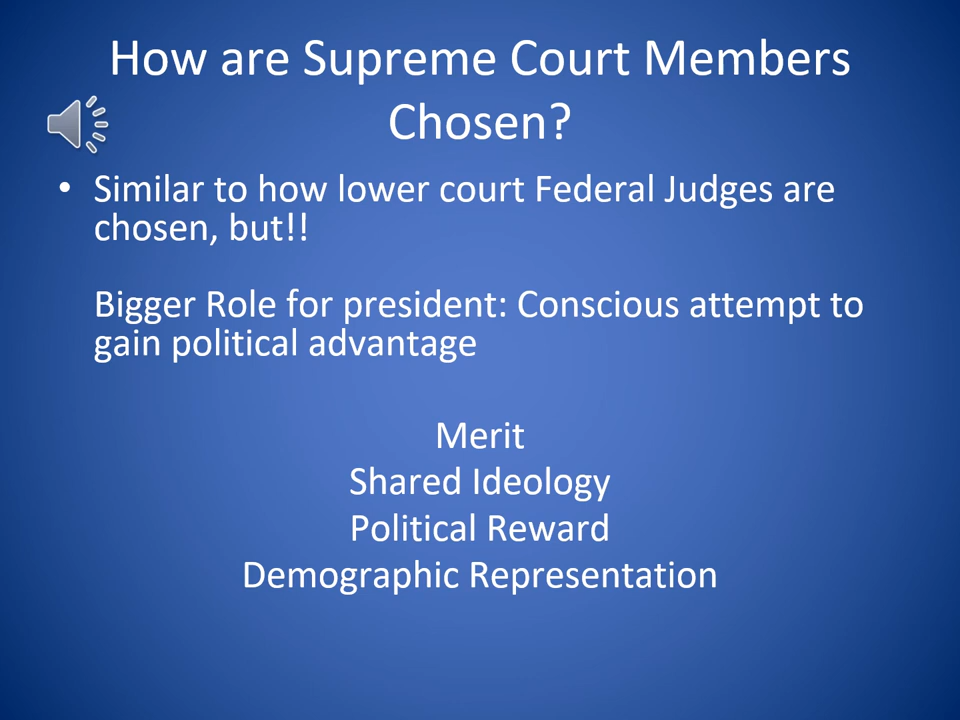 How are Supreme Court Members
Chosen?
• Similar to how lower court Federal Judges are
chosen, but!!
Bigger Role for president: Conscious attempt to
gain political advantage
Merit
Shared Ideology
Political Reward
Demographic Representation